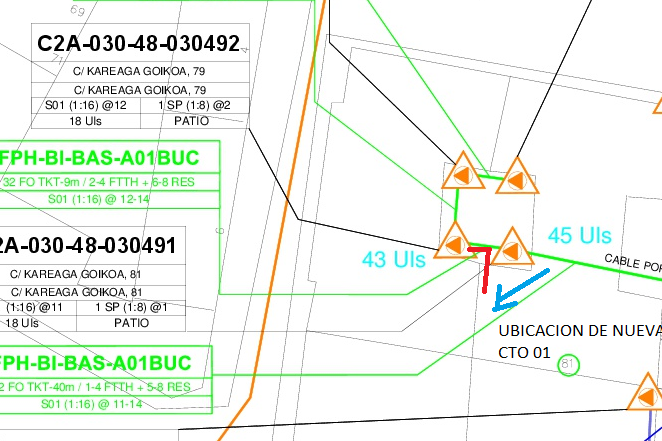 69
71
C2A-030-48-030492
C/ KAREAGA GOIKOA, 79
C/ KAREAGA GOIKOA, 79
S01 (1:16) @12 1 SP (1:8) @2
18 UIs PATIO
FPH-BI-BAS-A01BUC
32 FO TKT-9m / 2-4 FTTH + 6-8 RES
S01 (1:16) @ 12-14
2A-030-48-030491
C/ KAREAGA GOIKOA, 81
C/ KAREAGA GOIKOA, 81
(1:16) @11 1 SP (1:8) @1
18 UIs PATIO
FPH-BI-BAS-A01BUC
2 FO TKT-40m / 1-4 FTTH + 5-8 RES
S01 (1:16) @ 11-14
43 UIs
45 UIs
CABLE POR
UBICACION DE NUEVA
CTO 01
81